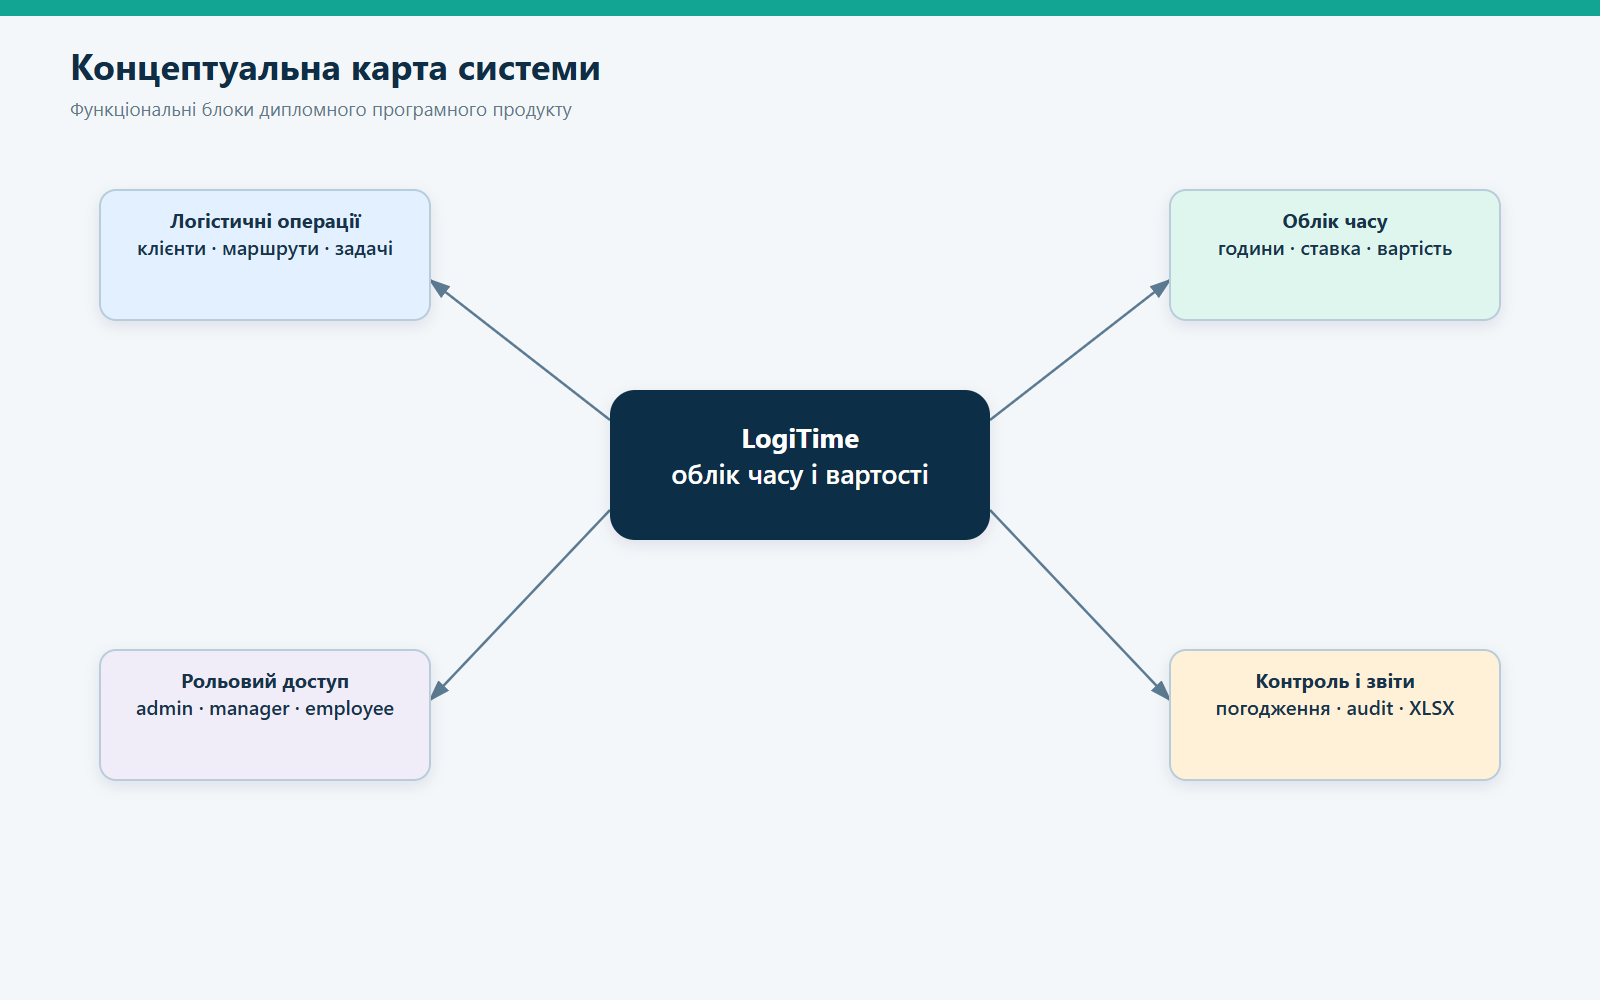 Концептуальна карта системи
Функціональні блоки дипломного програмного продукту
Логістичні операції
клієнти · маршрути · задачі
Облік часу
години · ставка · вартість
LogiTime
облік часу і вартості
Рольовий доступ
admin · manager · employee
Контроль і звіти
погодження · audit · XLSX